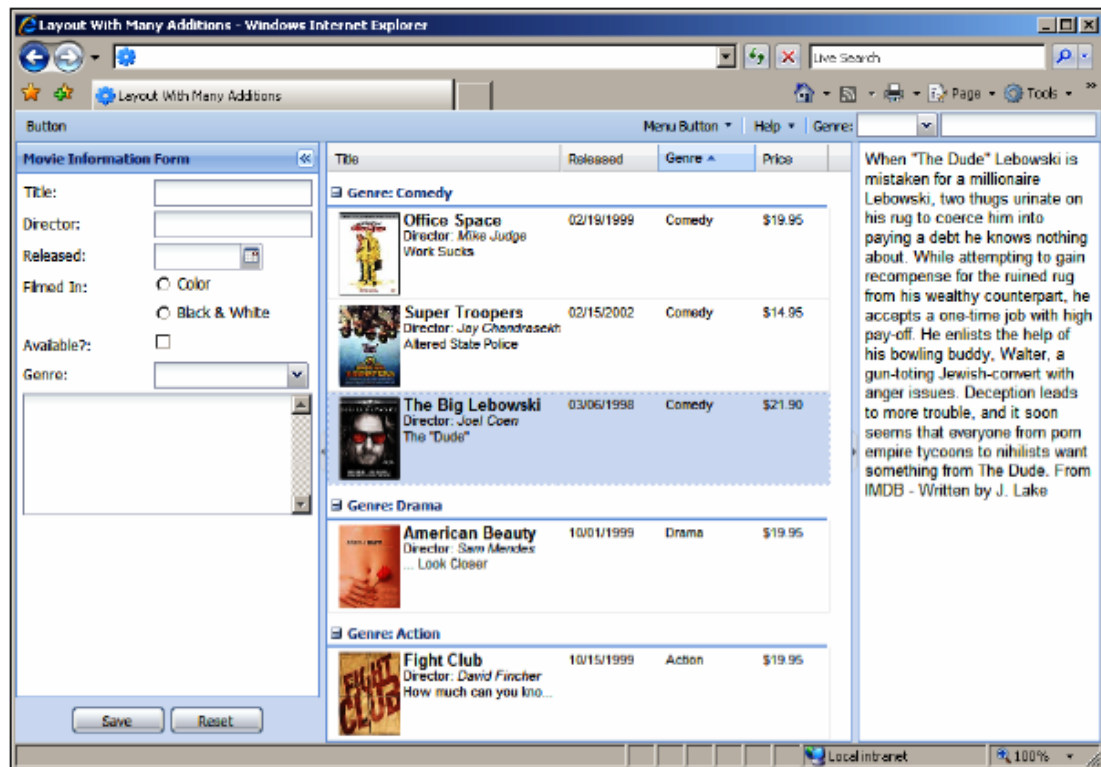 Layout With Many Additions - Windows Internet Explorer
Live Search
Layout With Many Additions
Page
Tools
Button
Menu Button
Help
Genre:
Movie Information Form
Title:
Director:
Released:
Filmed In:
Color
Black & White
Available?:
Genre:
Save
Reset
Title
Released
Genre
Price
Genre: Comedy
Office Space
02/19/1999
Comedy
$19.95
Director: Mike Judge
Work Sucks
Super Troopers
02/15/2002
Comedy
$14.95
Director: Jay Chandrasekh
Altered State Police
The Big Lebowski
03/06/1998
Comedy
$21.90
Director: Joel Coen
The "Dude"
Genre: Drama
American Beauty
10/01/1999
Drama
$19.95
Director: Sam Mendes
... Look Closer
Genre: Action
Fight Club
10/15/1999
Action
$19.95
Director: David Fincher
How much can you kno...
FIGHT
CLUB
When "The Dude" Lebowski is
mistaken for a millionaire
Lebowski, two thugs urinate on
his rug to coerce him into
paying a debt he knows nothing
about. While attempting to gain
recompense for the ruined rug
from his wealthy counterpart, he
accepts a one-time job with high
pay-off. He enlists the help of
his bowling buddy, Walter, a
gun-toting Jewish-convert with
anger issues. Deception leads
to more trouble, and it soon
seems that everyone from porn
empire tycoons to nihilists want
something from The Dude. From
IMDB - Written by J. Lake
Local intranet
100%